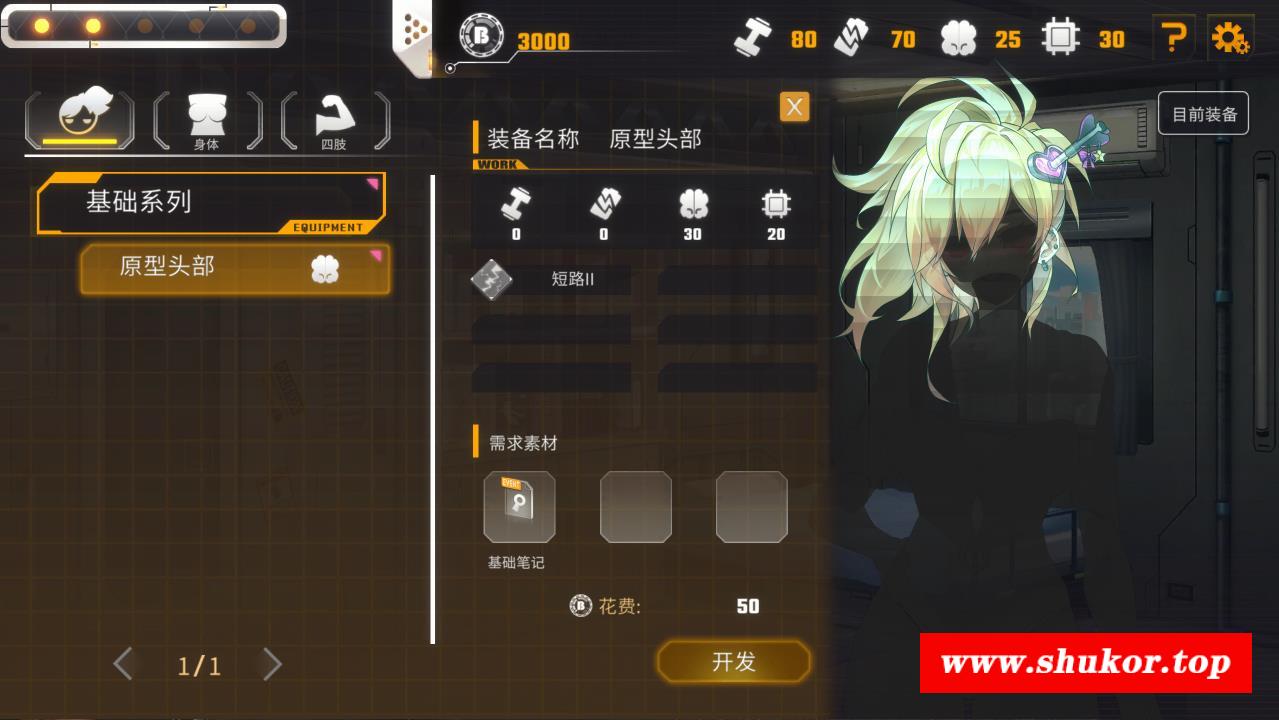 B 3000 80 70 25 30 ?
目前装备
身体 四肢
X
装备名称 原型头部
WORK
基础系列
EQUIPMENT
原型头部
0 0 30 20
短路II
需求素材
EVENT
基础笔记
B 花费: 50
1/1
开发
www.shukor.top